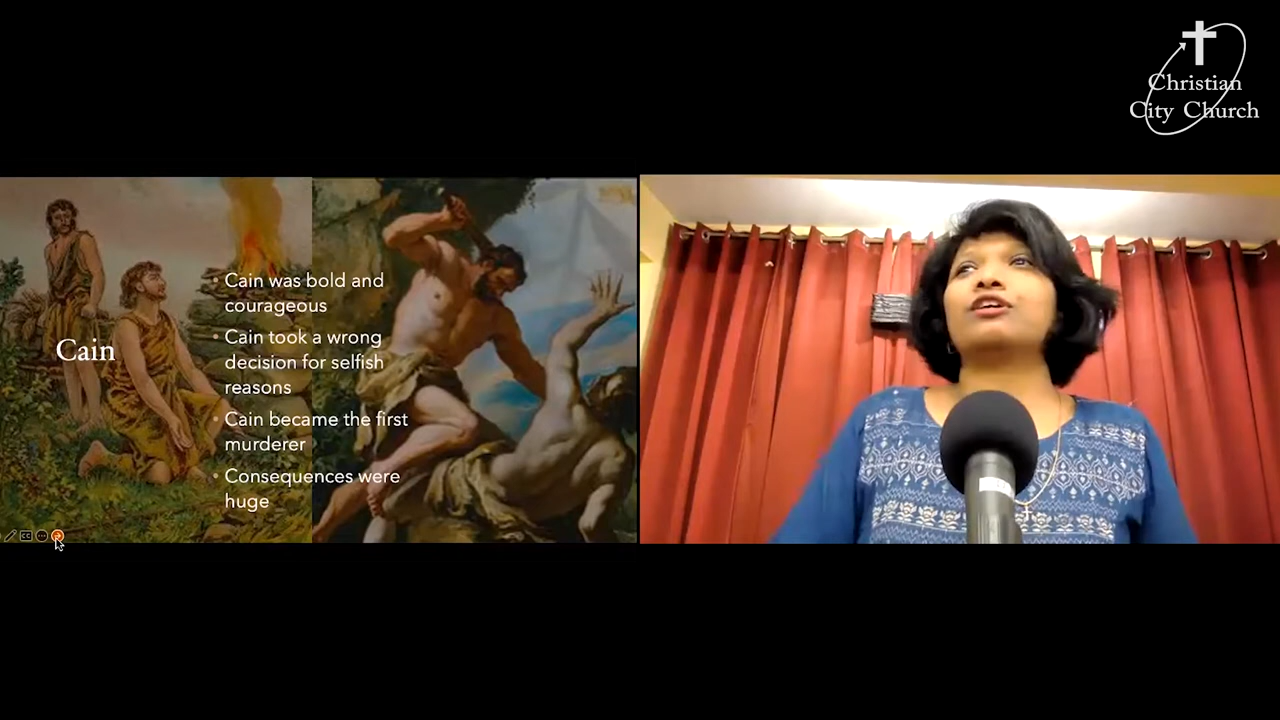 Christian
City Church
Cain
Cain was bold and
courageous
Cain took a wrong
decision for selfish
reasons
Cain became the first
murderer
Consequences were
huge